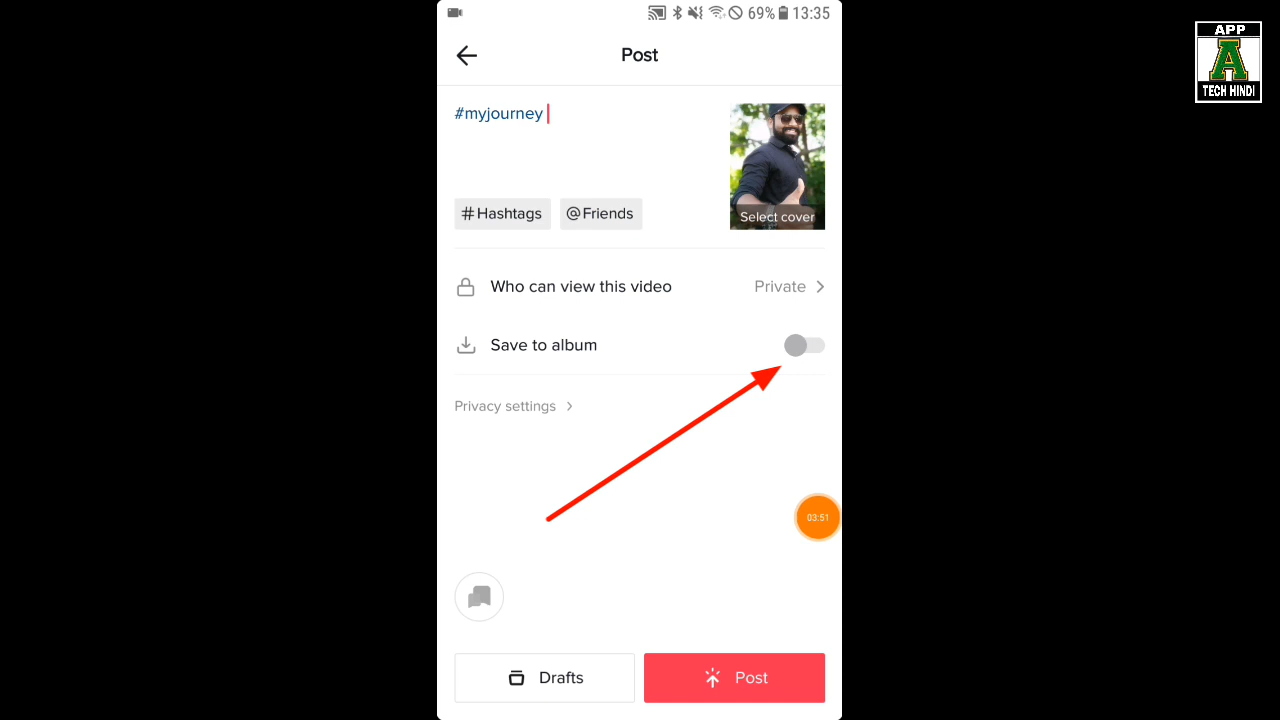 69% 13:35
Post
#myjourney
#Hashtags @Friends
Select cover
Who can view this video Private
Save to album
Privacy settings
03:51
Drafts Post
APP
A
TECH HINDI